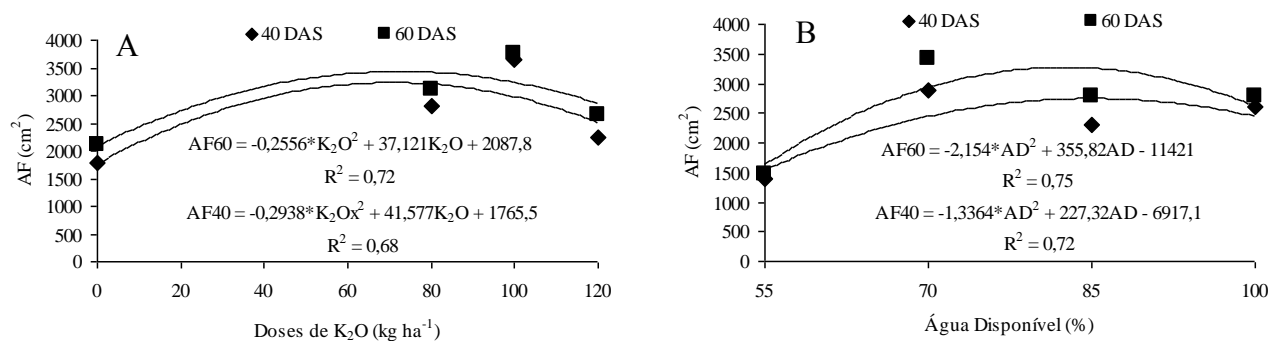 A
◆ 40 DAS ■ 60 DAS
4000
3500
3000
2500
2000
1500
1000
500
0
AF (cm²)
AF60 = -0,2556*K₂O² + 37,121K₂O + 2087,8
R² = 0,72
AF40 = -0,2938*K₂Ox² + 41,577K₂O + 1765,5
R² = 0,68
0 20 40 60 80 100 120
Doses de K₂O (kg ha⁻¹)
B
◆ 40 DAS ■ 60 DAS
4000
3500
3000
2500
2000
1500
1000
500
0
AF (cm²)
AF60 = -2,154*AD² + 355,82AD - 11421
R² = 0,75
AF40 = -1,3364*AD² + 227,32AD - 6917,1
R² = 0,72
55 70 85 100
Água Disponível (%)